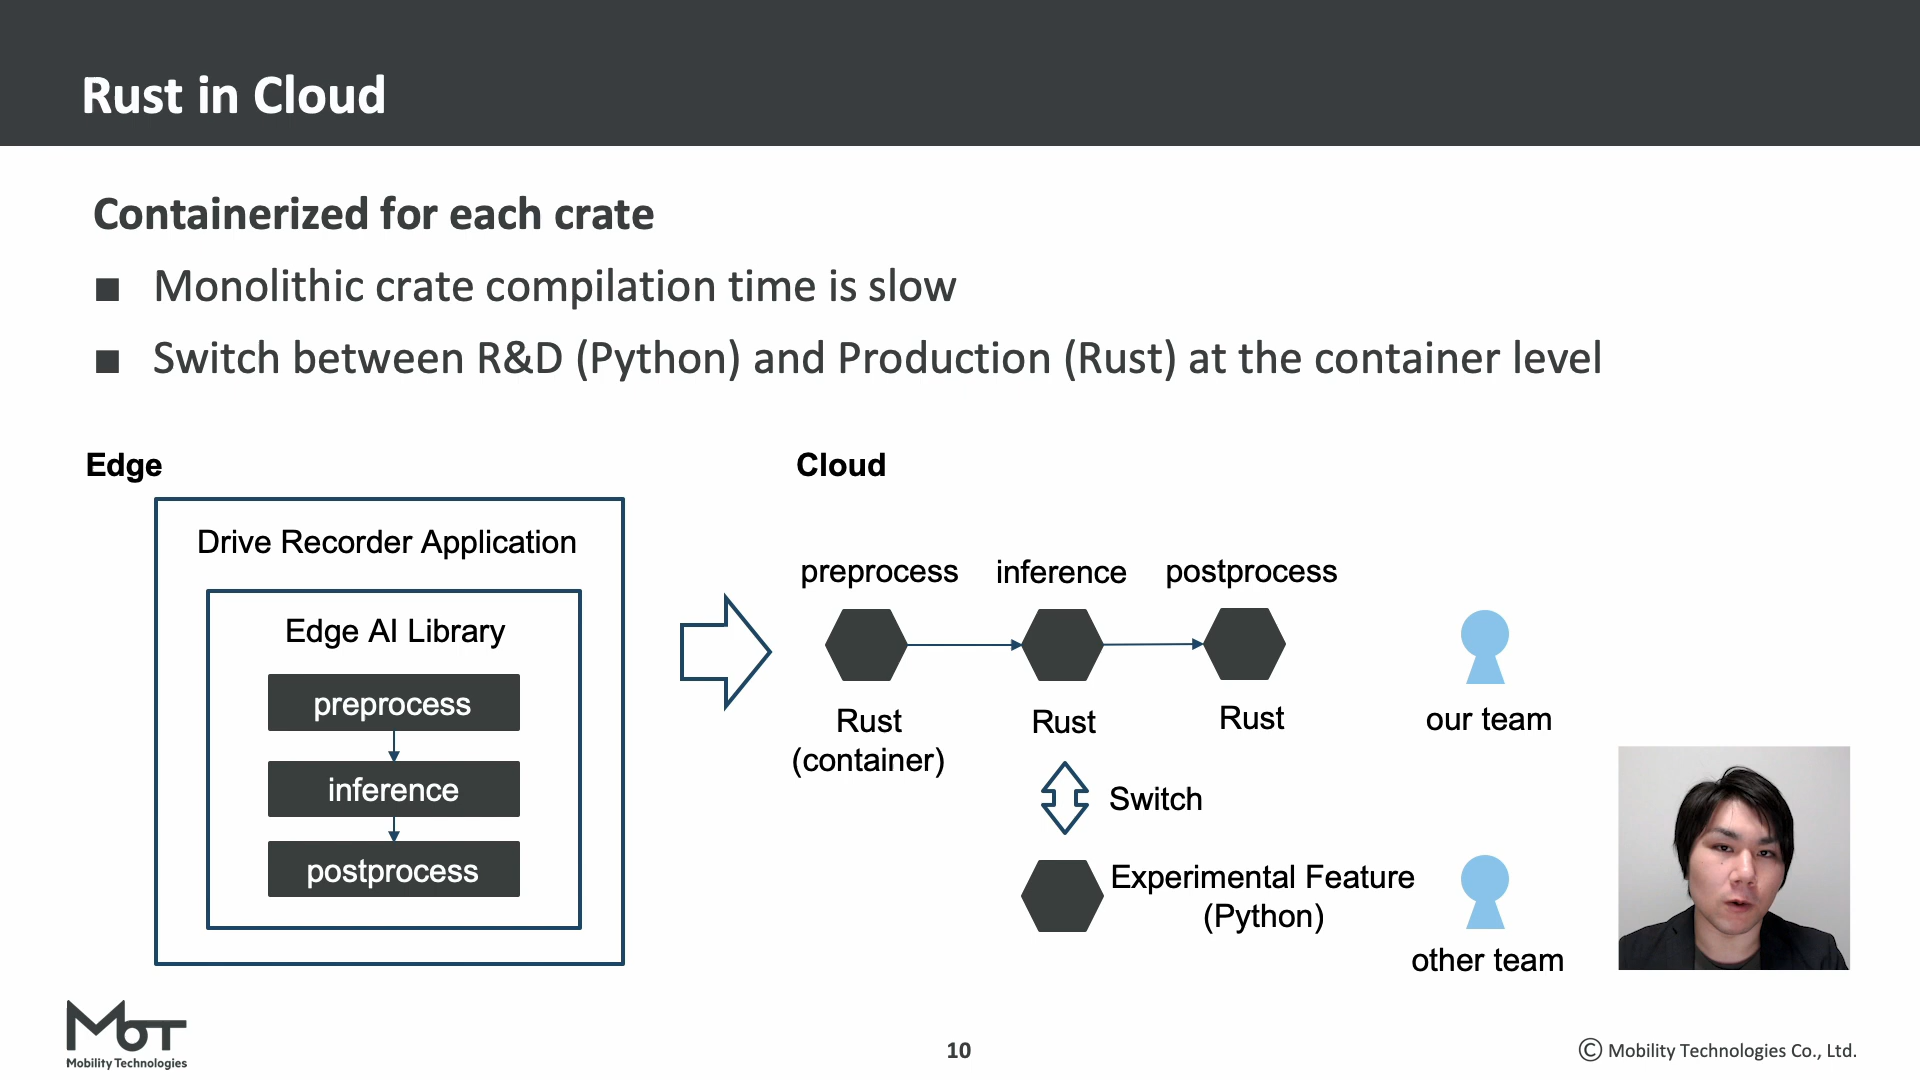 Rust in Cloud
Containerized for each crate
■ Monolithic crate compilation time is slow
■ Switch between R&D (Python) and Production (Rust) at the container level
Edge
Drive Recorder Application
Edge AI Library
preprocess
inference
postprocess
Cloud
preprocess inference postprocess
Rust
(container)
Rust
Rust
our team
Switch
Experimental Feature
(Python)
other team
MoT
Mobility Technologies
10
© Mobility Technologies Co., Ltd.